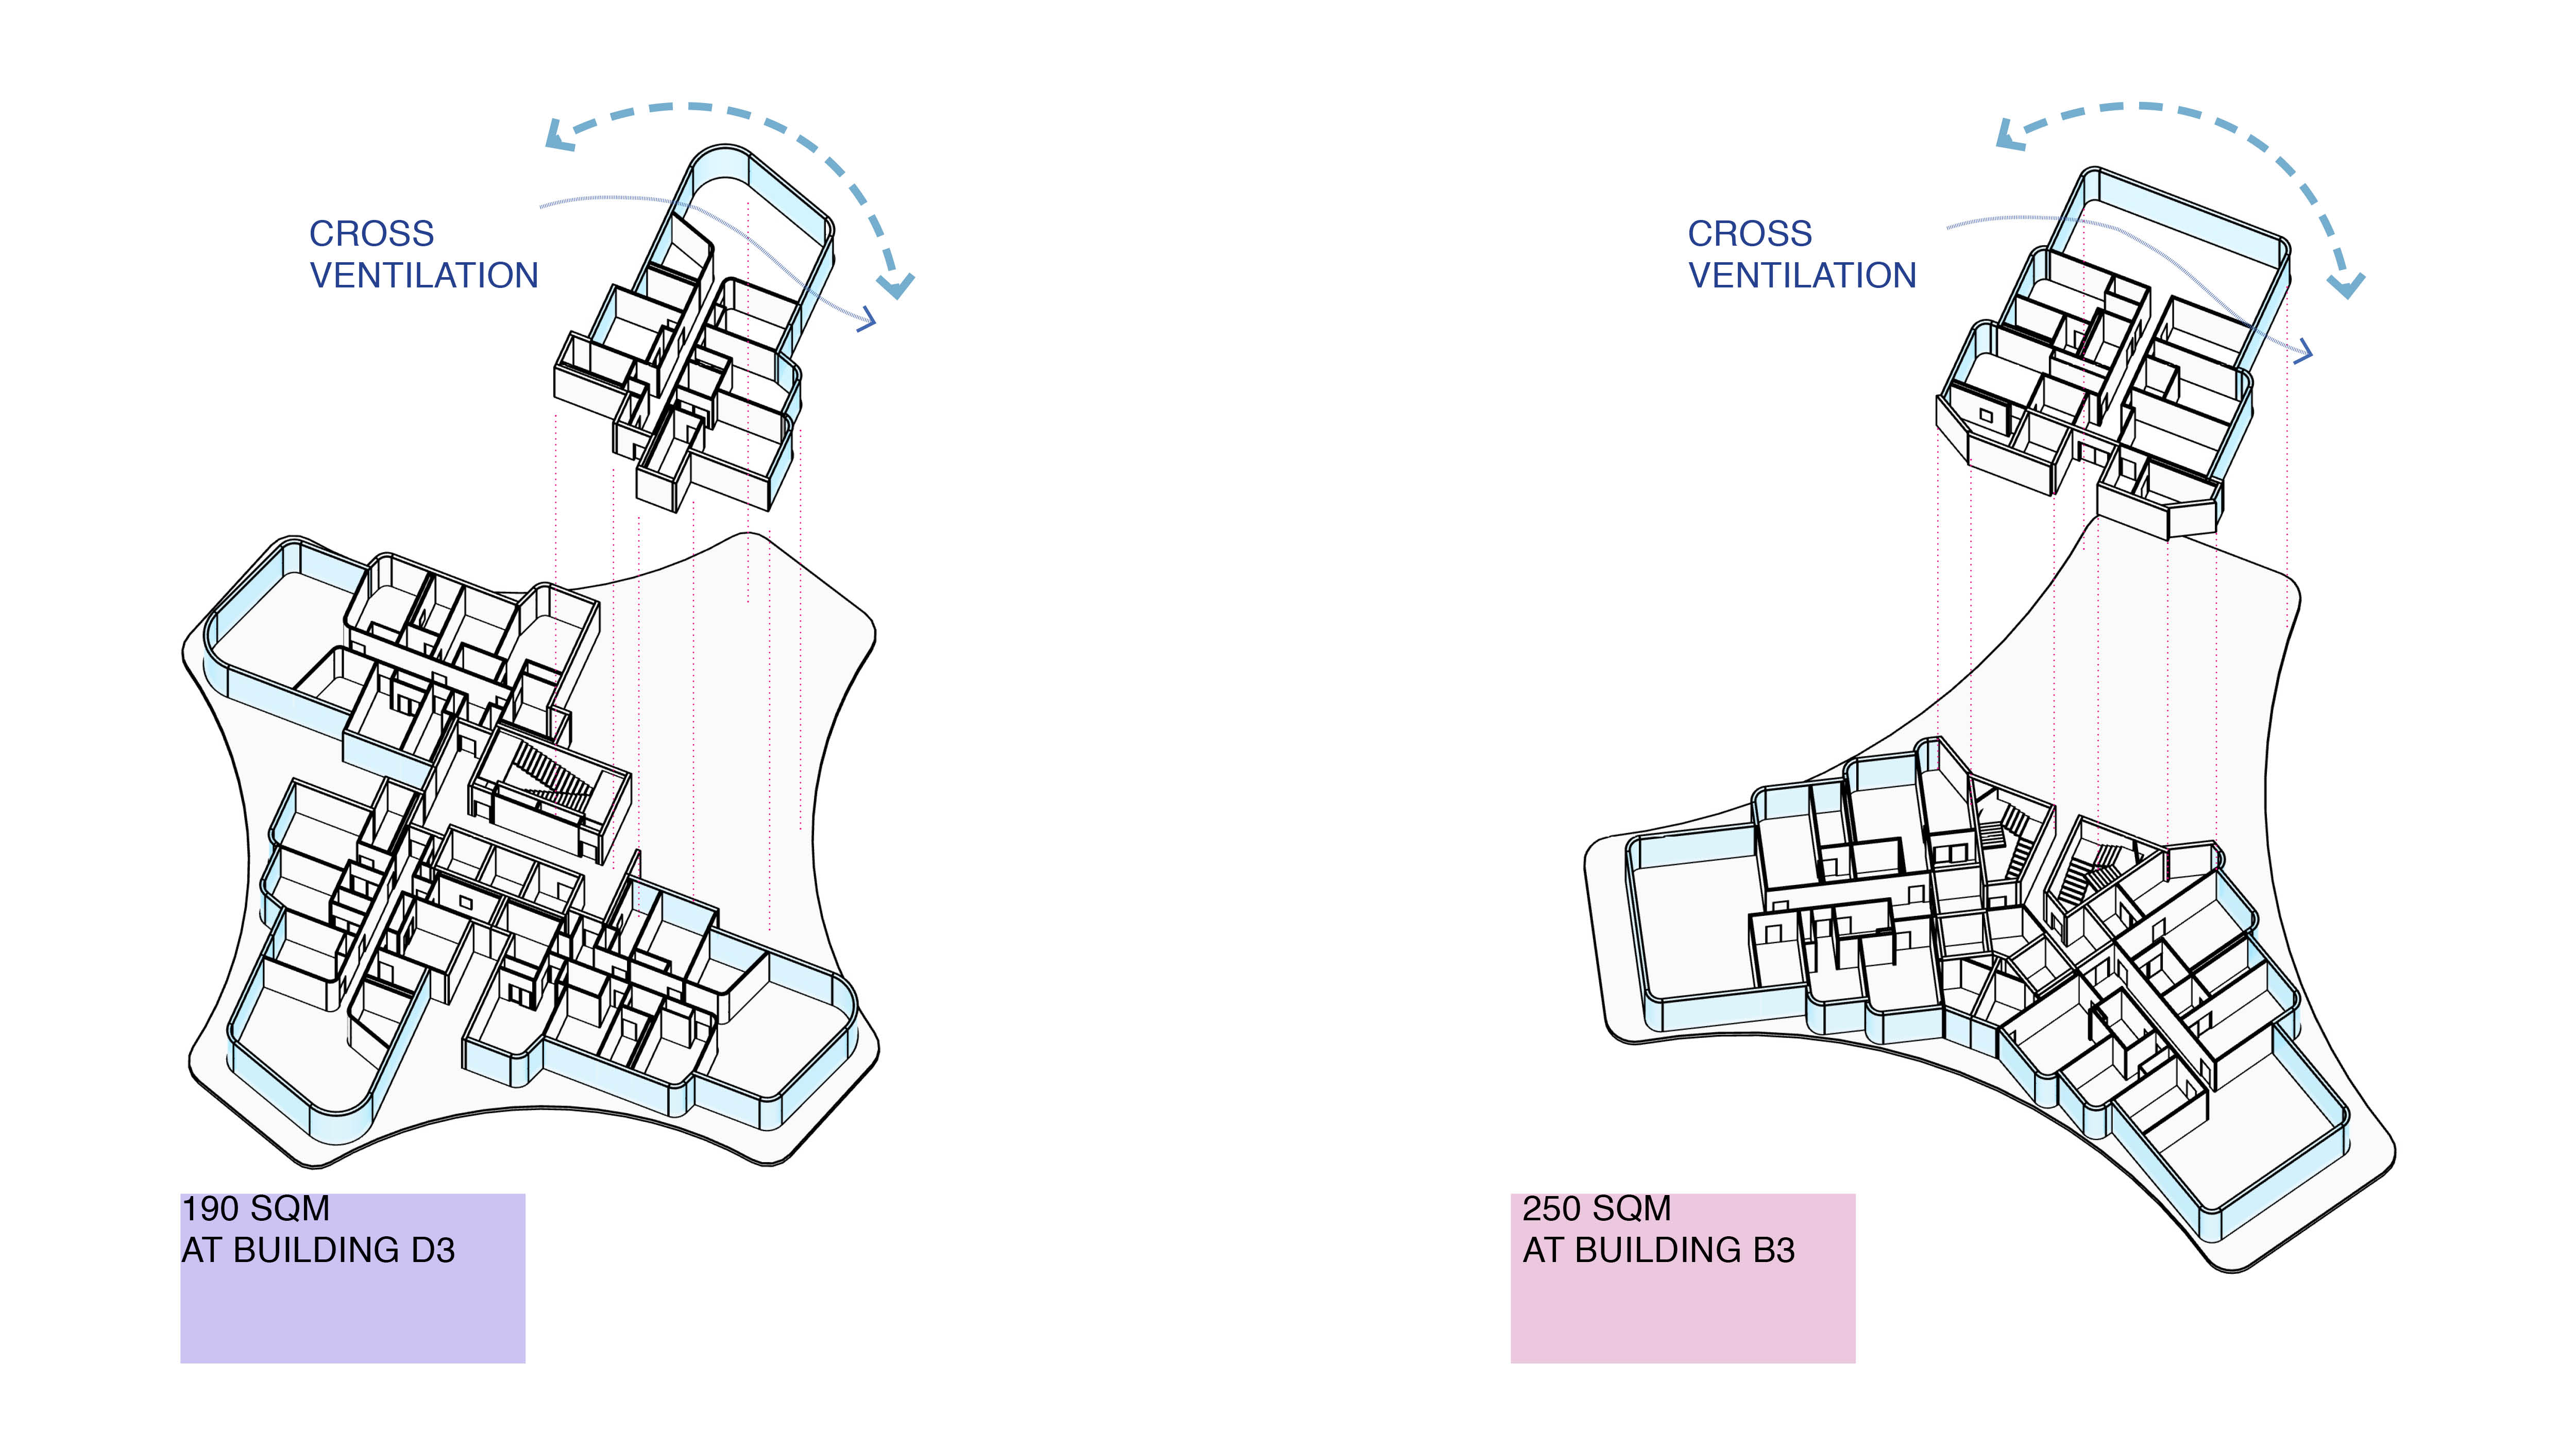 CROSS
VENTILATION
CROSS
VENTILATION
190 SQM
AT BUILDING D3
250 SQM
AT BUILDING B3